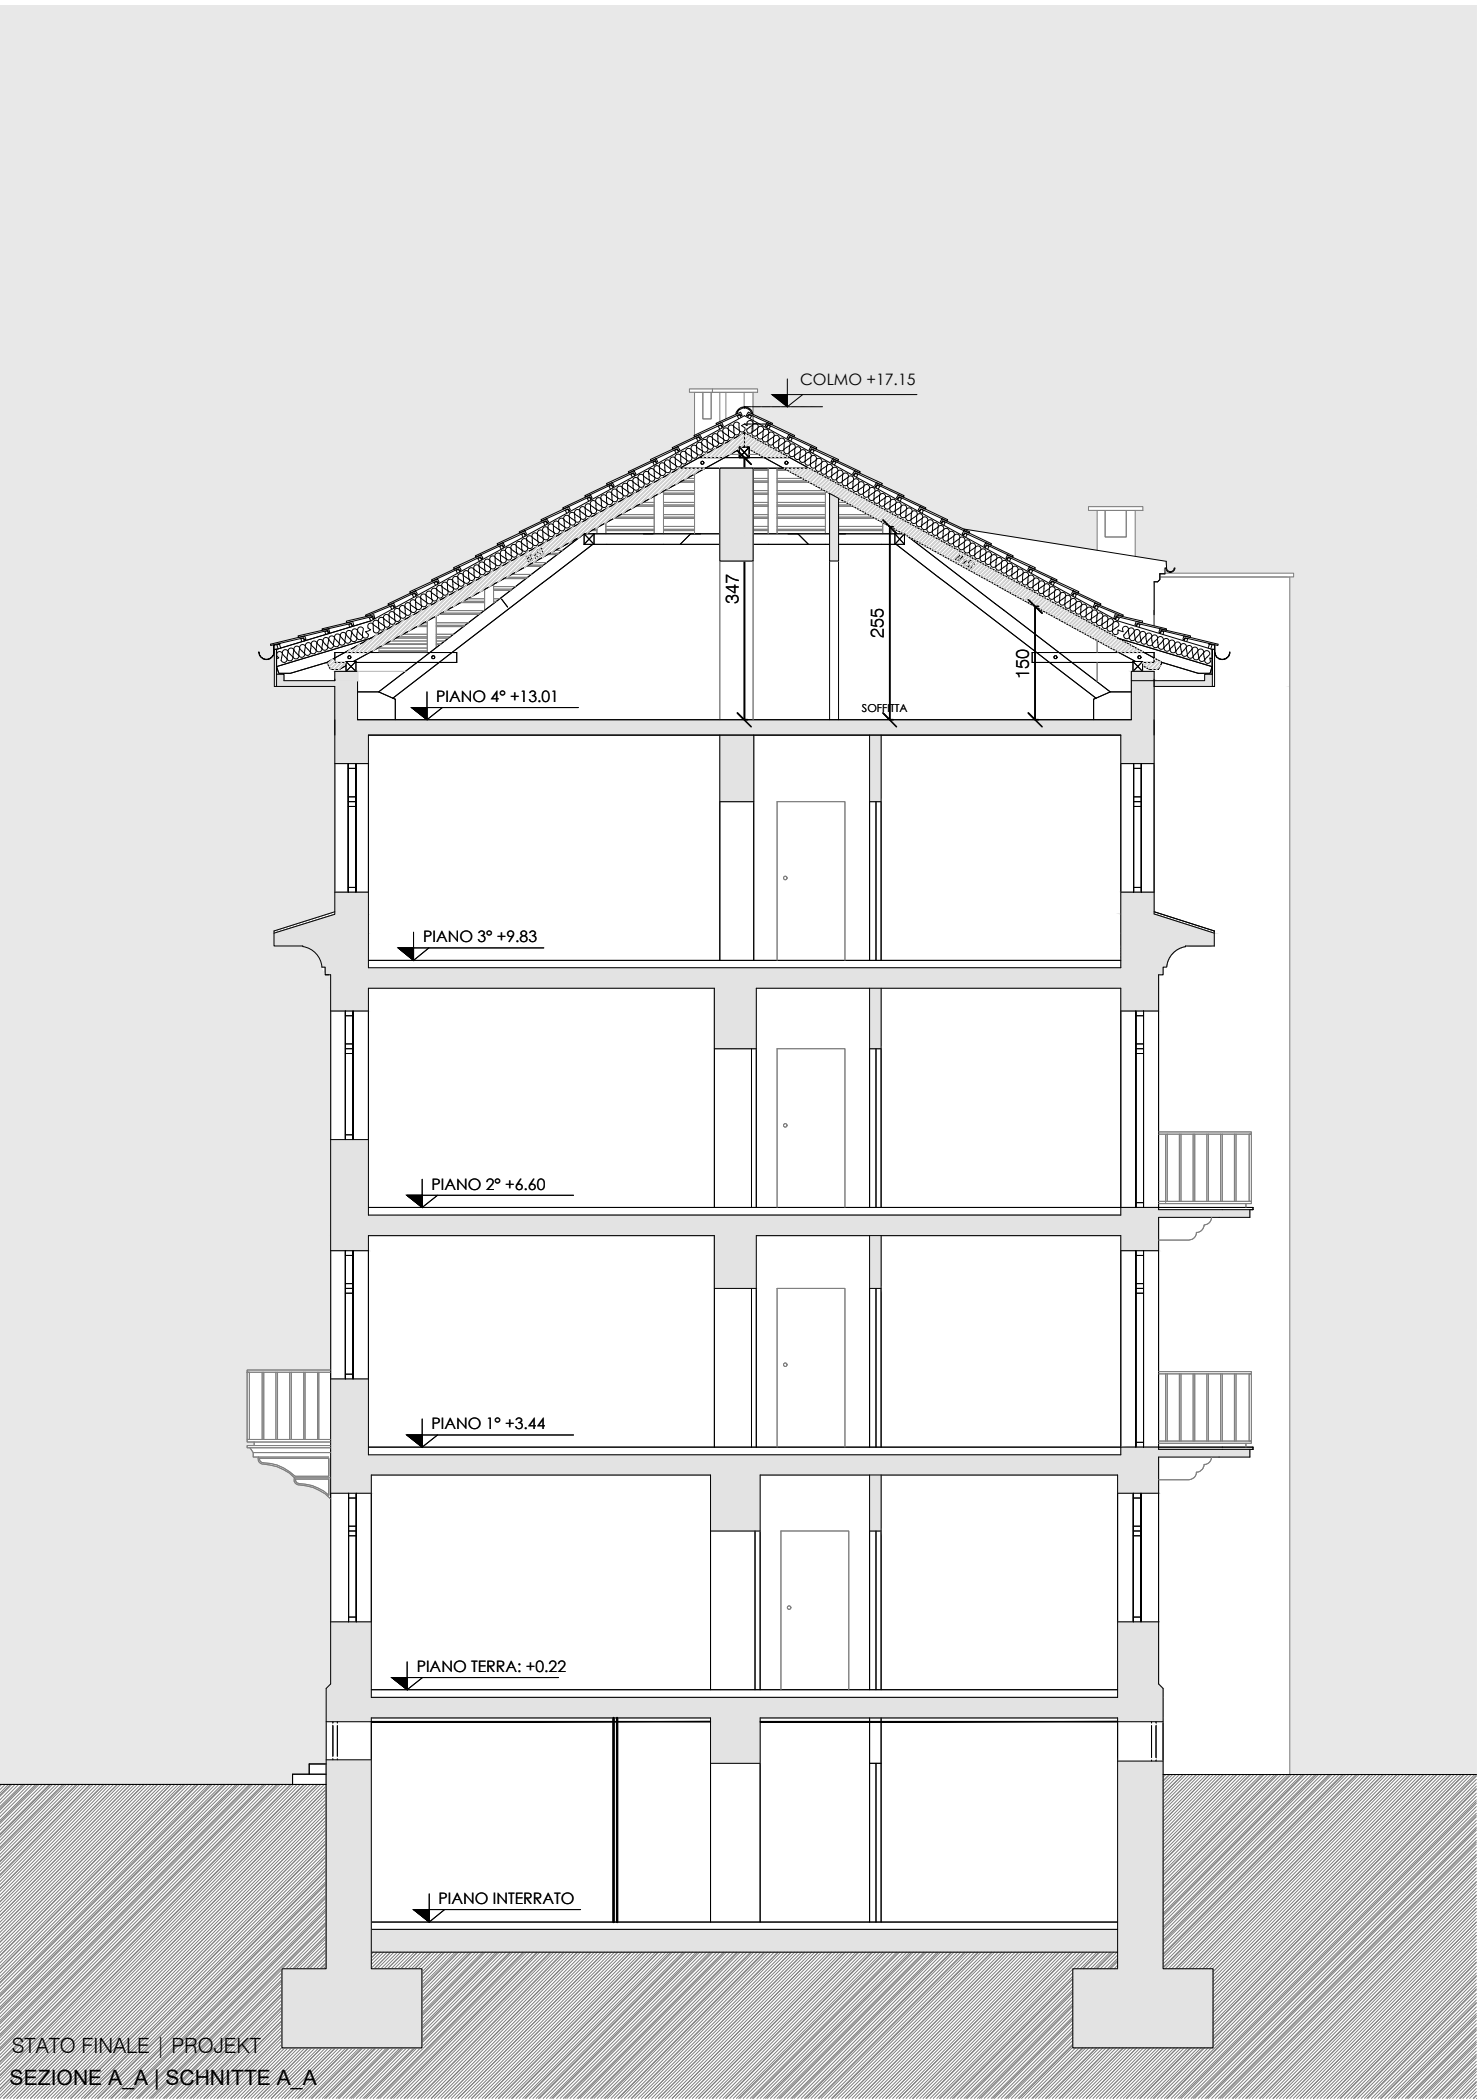 COLMO +17.15
347
255
150
PIANO 4° +13.01
SOFFITTA
PIANO 3° +9.83
PIANO 2° +6.60
PIANO 1° +3.44
PIANO TERRA: +0.22
PIANO INTERRATO
STATO FINALE | PROJEKT
SEZIONE A_A | SCHNITTE A_A